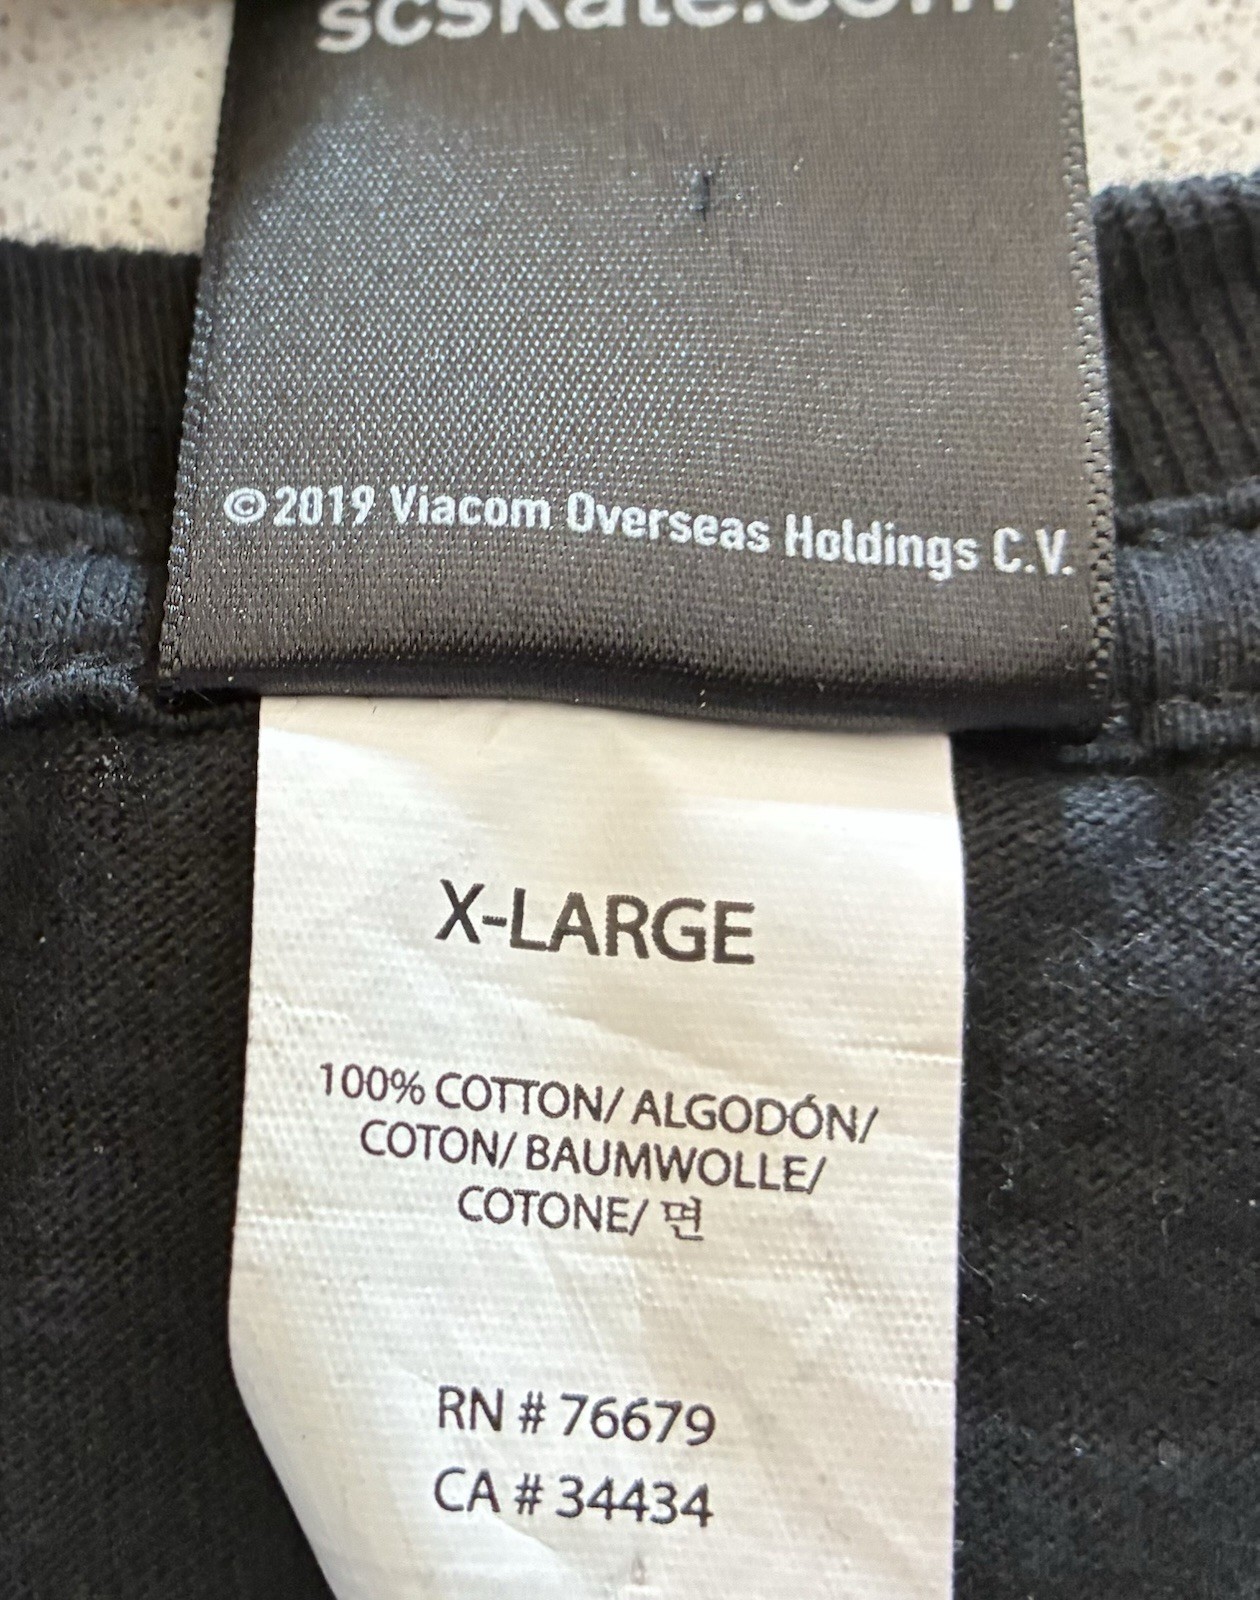 scskate.com
©2019 Viacom Overseas Holdings C.V.
X-LARGE
100% COTTON/ ALGODÓN/
COTON/ BAUMWOLLE/
COTONE/ 면
RN # 76679
CA # 34434